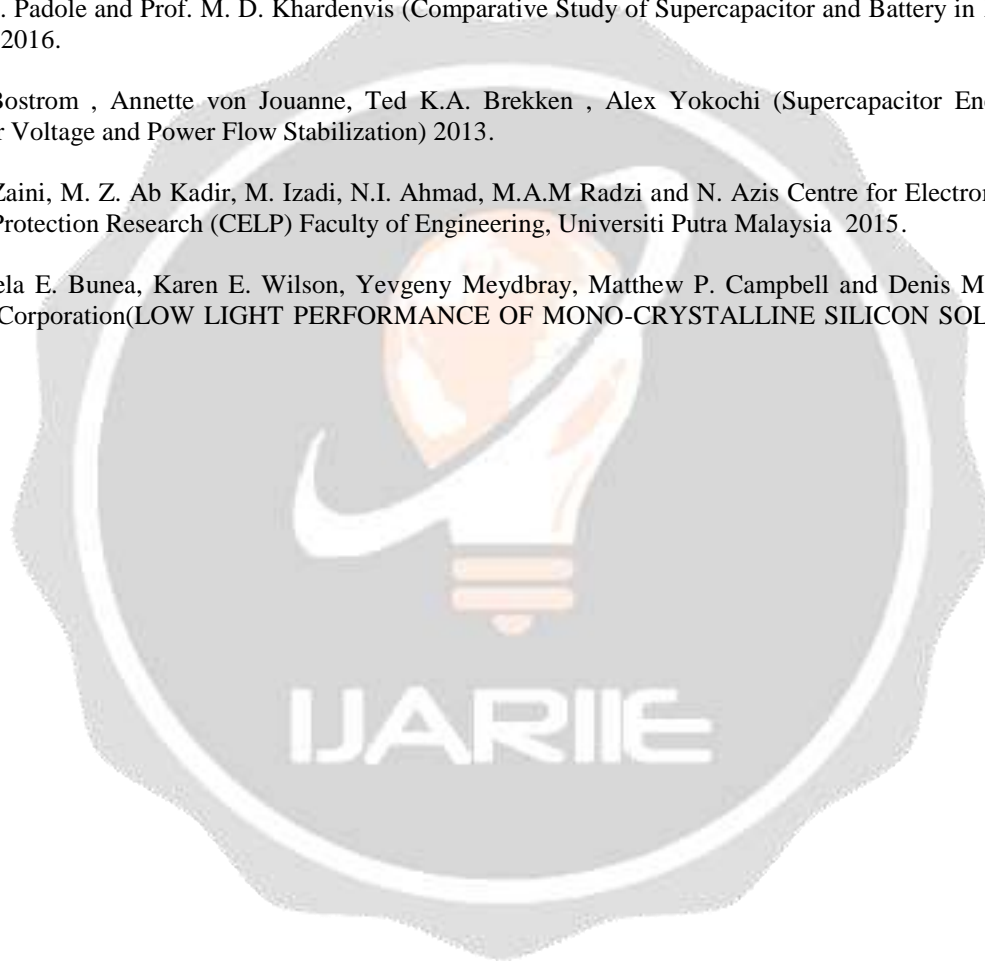 . Padole and Prof. M. D. Khardenvis (Comparative Study of Supercapacitor and Battery in
2016.
Bostrom , Annette von Jouanne, Ted K.A. Brekken , Alex Yokochi (Supercapacitor
r Voltage and Power Flow Stabilization) 2013.
Zaini, M. Z. Ab Kadir, M. Izadi, N.I. Ahmad, M.A.M Radzi and N. Azis Centre for
Protection Research (CELP) Faculty of Engineering, Universiti Putra Malaysia 2015.
ela E. Bunea, Karen E. Wilson, Yevgeny Meydbray, Matthew P. Campbell and Denis M
Corporation(LOW LIGHT PERFORMANCE OF MONO-CRYSTALLINE SILICON
IJARIIE